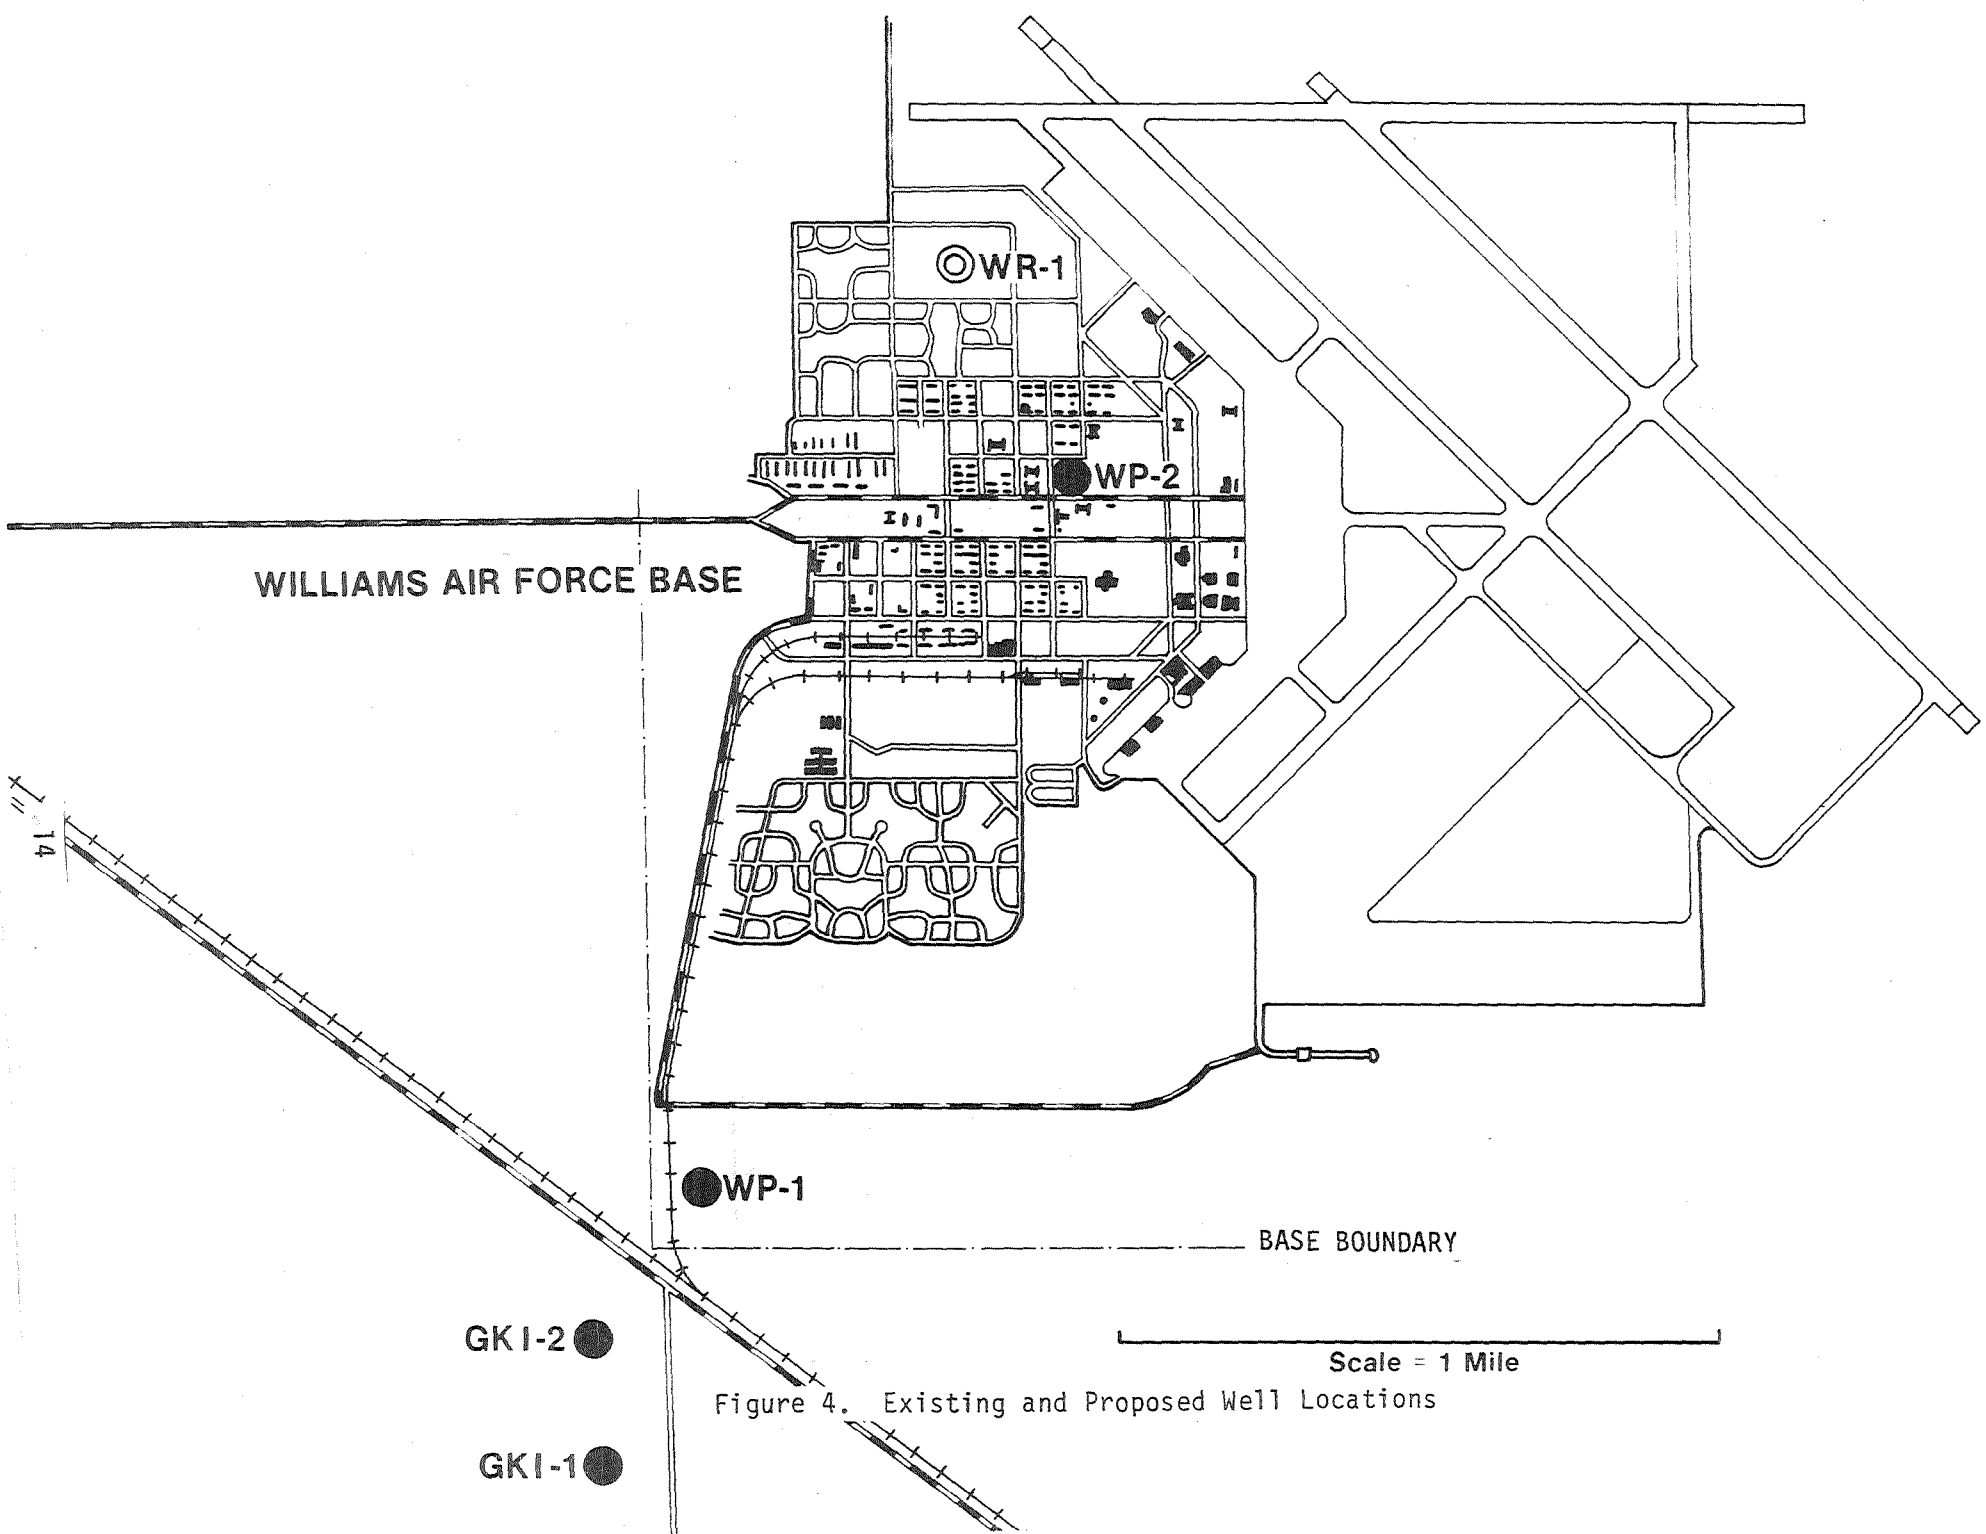 WR-1
WP-2
WILLIAMS AIR FORCE BASE
14
WP-1
BASE BOUNDARY
GKI-2
Scale = 1 Mile
Figure 4. Existing and Proposed Well Locations
GKI-1